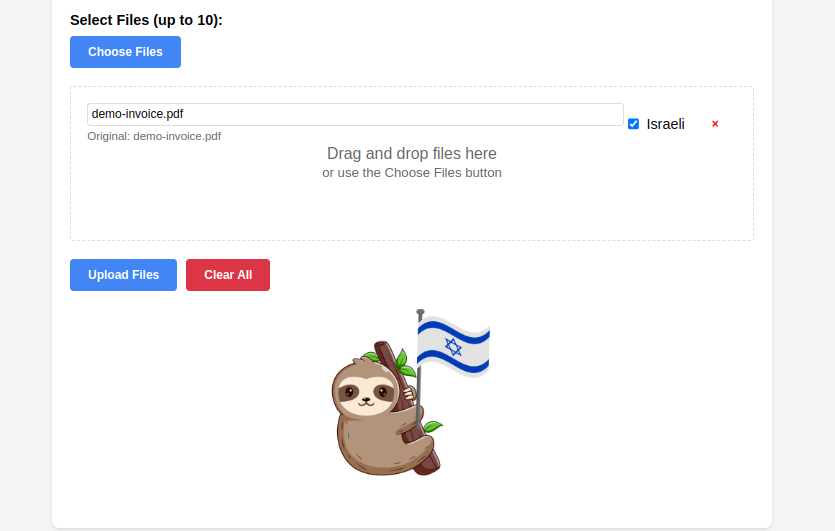 Select Files (up to 10):
Choose Files
demo-invoice.pdf
Israeli
×
Original: demo-invoice.pdf
Drag and drop files here
or use the Choose Files button
Upload Files
Clear All